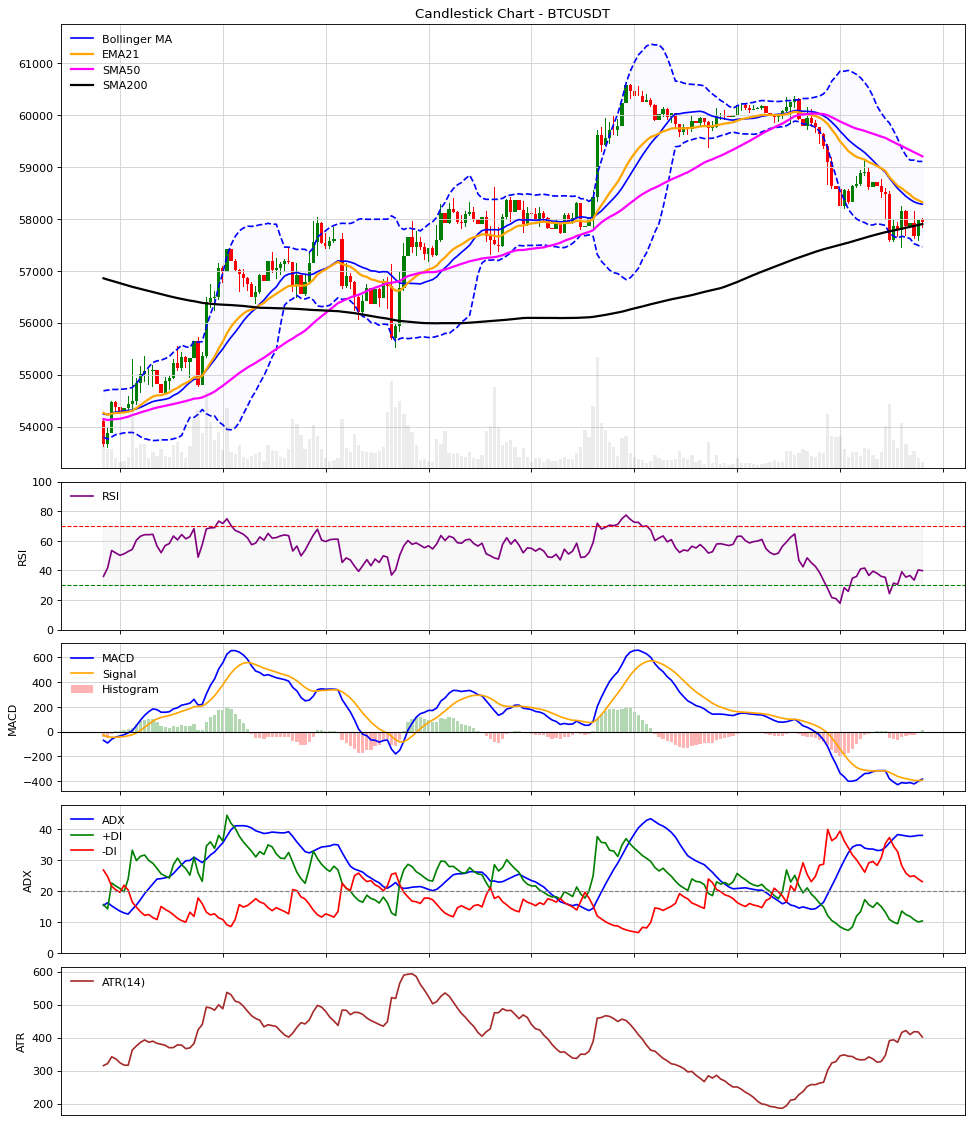 Candlestick Chart - BTCUSDT
Bollinger MA
EMA21
SMA50
SMA200
61000
60000
59000
58000
57000
56000
55000
54000
RSI
100
80
60
40
20
0
RSI
MACD
Signal
Histogram
600
400
200
0
−200
−400
MACD
ADX
+DI
-DI
40
30
20
10
0
ADX
ATR(14)
600
500
400
300
200
ATR